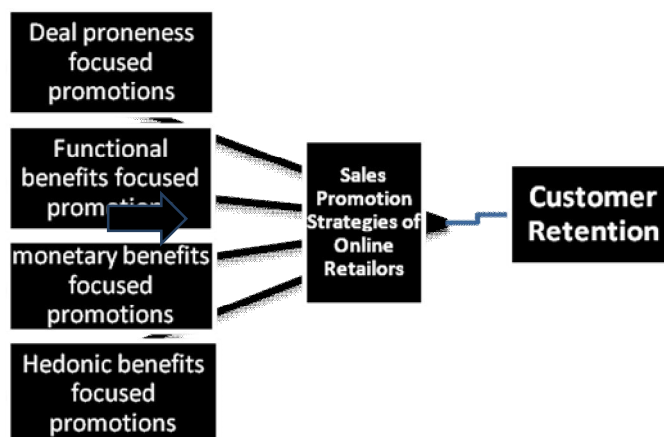 Deal proneness
focused
promotions
Functional
benefits focused
promotion
monetary benefits
focused
promotions
Hedonic benefits
focused
promotions
Sales
Promotion
Strategies of
Online
Retailors
Customer
Retention